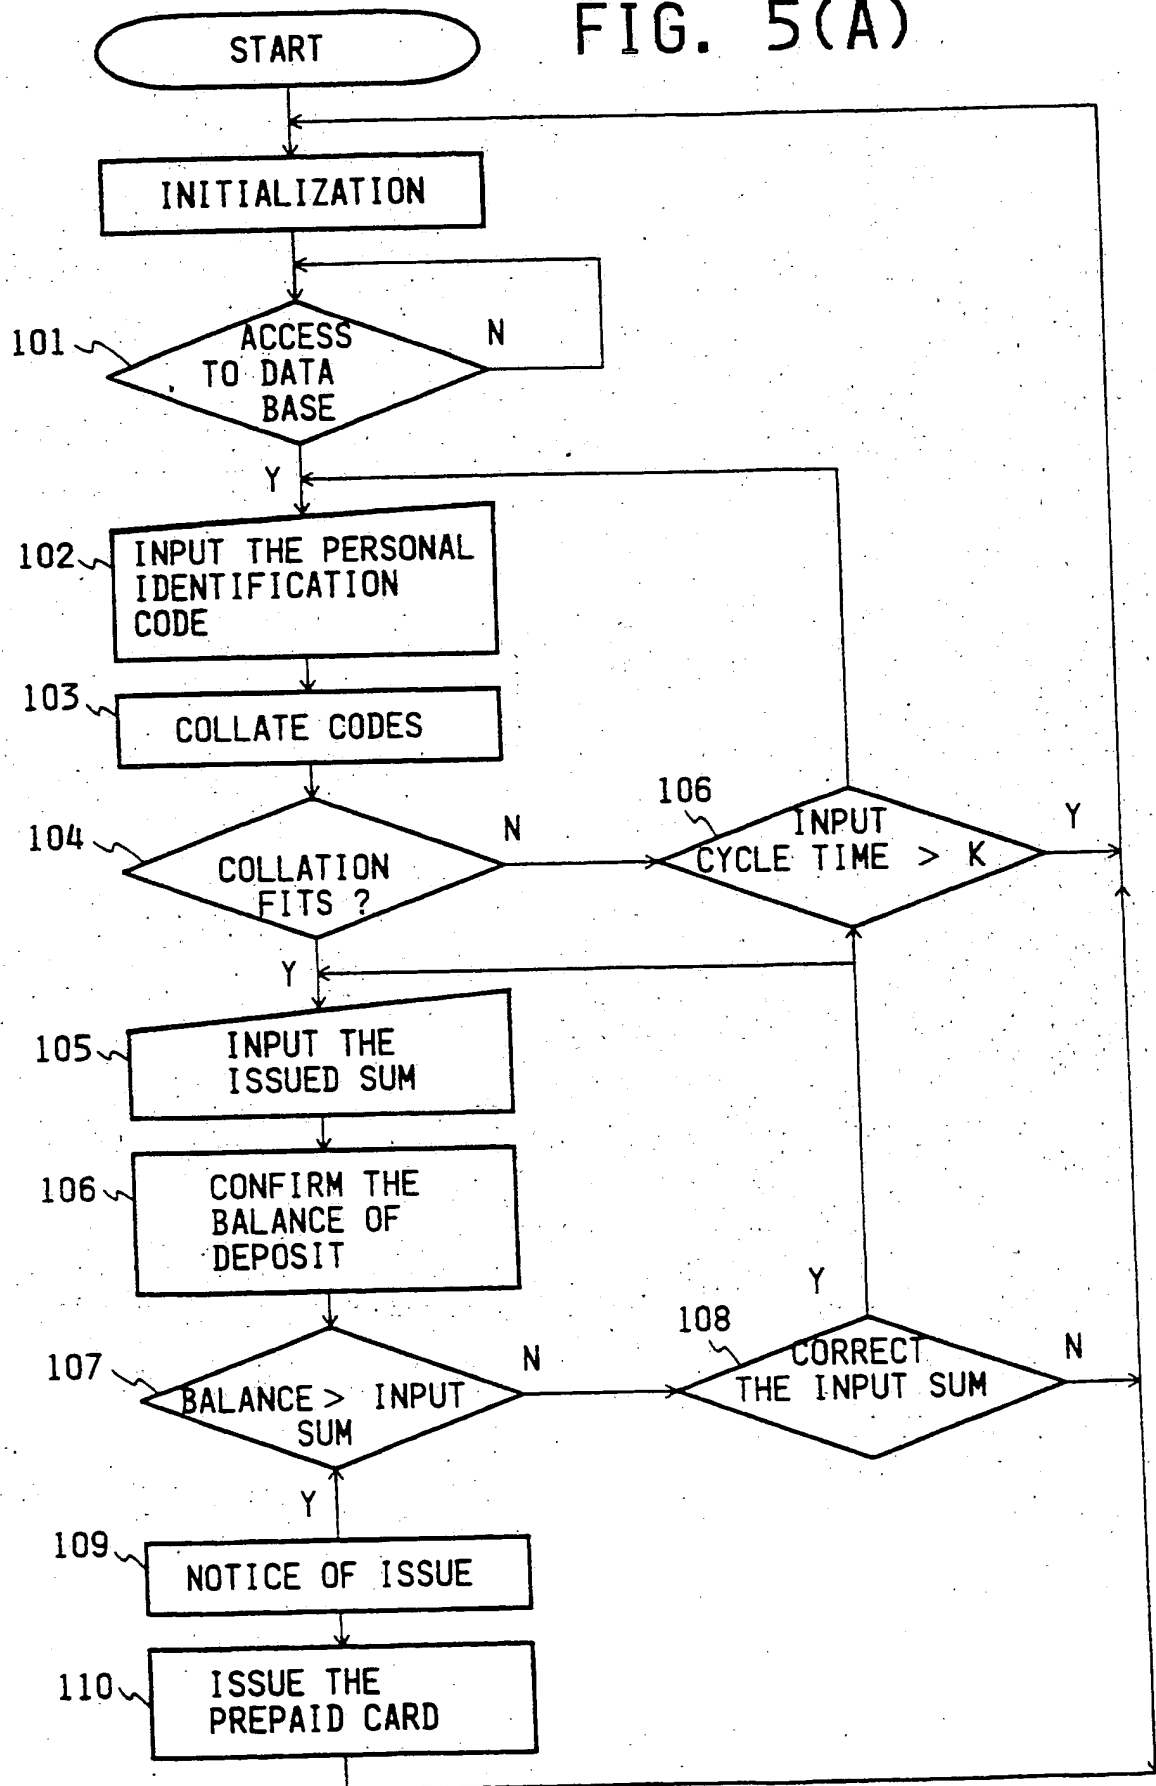 FIG. 5(A)
START
INITIALIZATION
101
ACCESS
TO DATA
BASE
N
Y
102
INPUT THE PERSONAL
IDENTIFICATION
CODE
103
COLLATE CODES
104
COLLATION
FITS ?
N
106
INPUT
CYCLE TIME > K
Y
Y
105
INPUT THE
ISSUED SUM
106
CONFIRM THE
BALANCE OF
DEPOSIT
107
BALANCE > INPUT
SUM
N
Y
108
CORRECT
THE INPUT SUM
N
Y
109
NOTICE OF ISSUE
110
ISSUE THE
PREPAID CARD